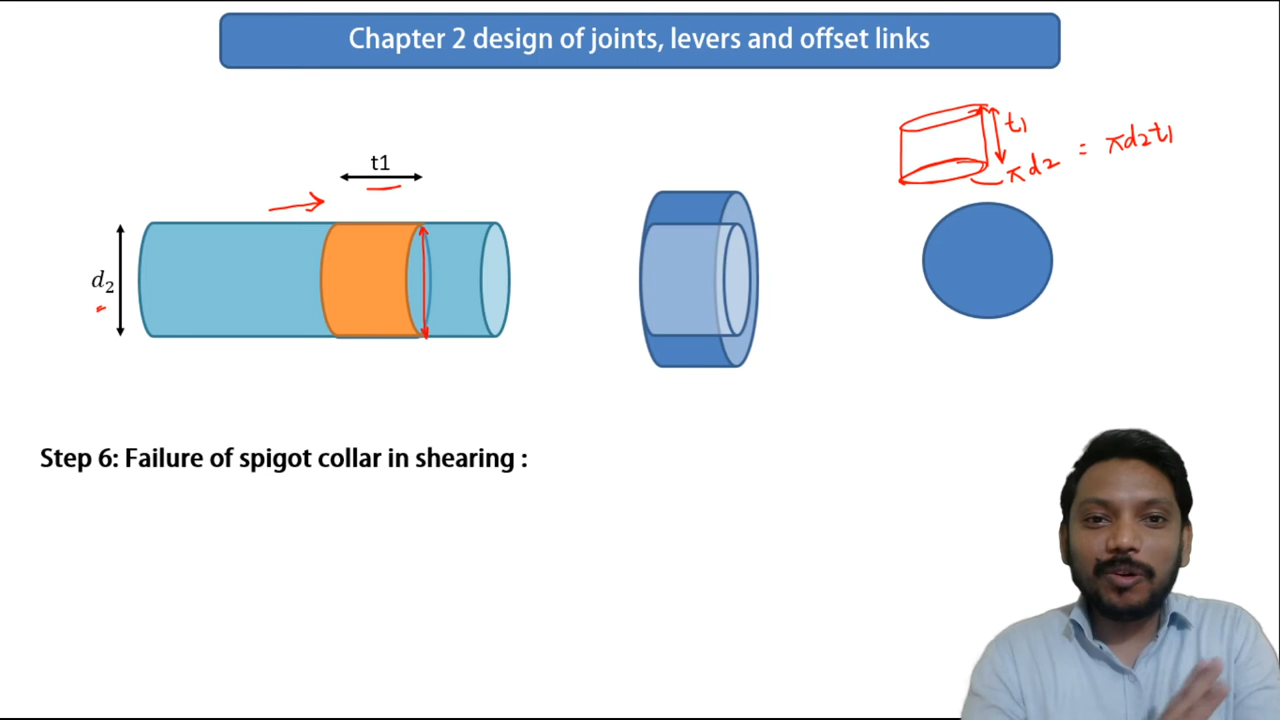 Chapter 2 design of joints, levers and offset links
t1
πd2 = πd2t1
t1
d2
Step 6: Failure of spigot collar in shearing :